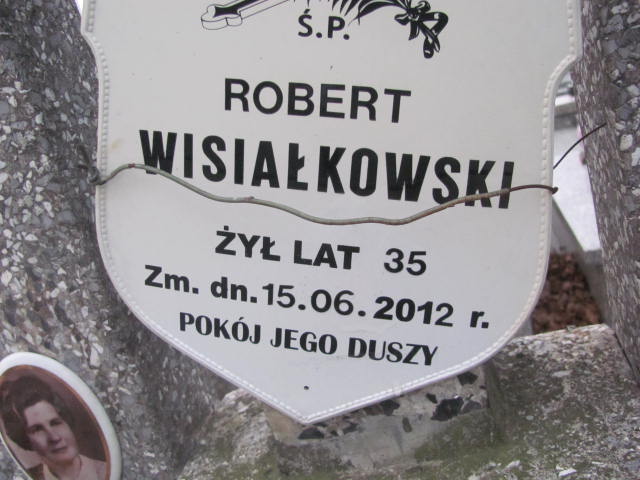 Ś.P.
ROBERT
WISIAŁKOWSKI
ŻYŁ LAT 35
Zm. dn. 15.06.2012 r.
POKÓJ JEGO DUSZY